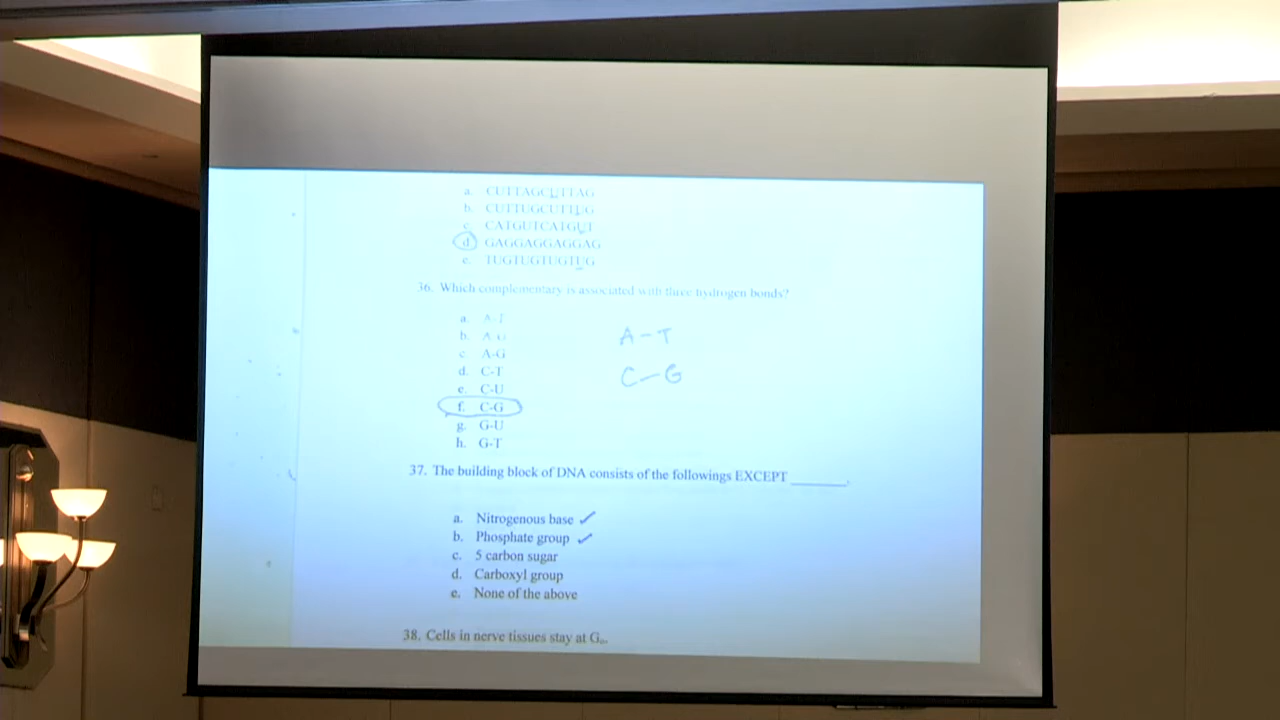 a. CUTTAGCUTTAG
b. CUTTUGCUTTUG
c. CATGUTCATGUT
d. GAGGAGGAGGAG
e. TUGTUGTUGTUG
36. Which complementary is associated with three hydrogen bonds?
a. A-T
b.
c. A-G
d. C-T
e. C-U
f. C-G
g. G-U
h. G-T
A-T
C-G
37. The building block of DNA consists of the followings EXCEPT ______.
a. Nitrogenous base ✓
b. Phosphate group ✓
c. 5 carbon sugar
d. Carboxyl group
e. None of the above
38. Cells in nerve tissues stay at G₀.